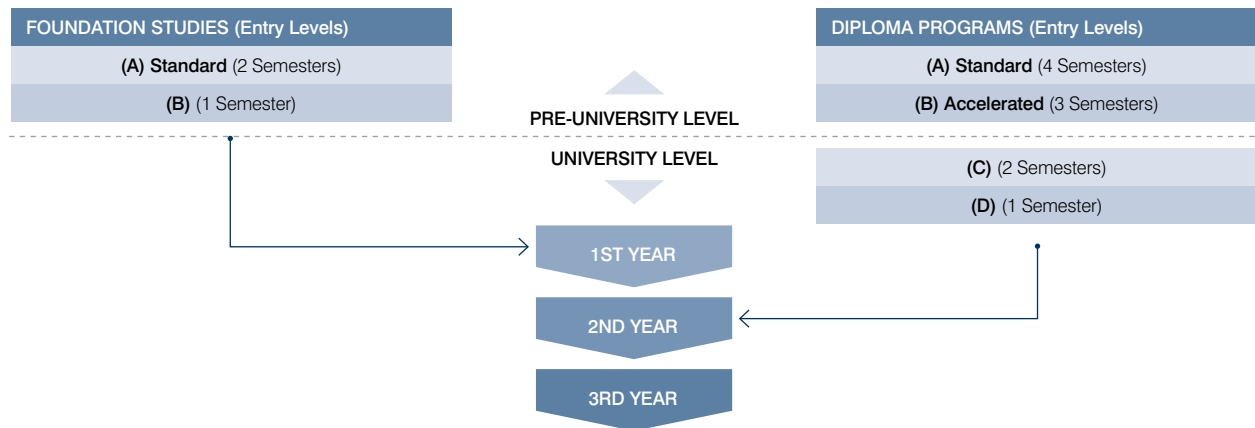 FOUNDATION STUDIES (Entry Levels)
(A) Standard (2 Semesters)
(B) (1 Semester)
DIPLOMA PROGRAMS (Entry Levels)
(A) Standard (4 Semesters)
(B) Accelerated (3 Semesters)
PRE-UNIVERSITY LEVEL
UNIVERSITY LEVEL
(C) (2 Semesters)
(D) (1 Semester)
1ST YEAR
2ND YEAR
3RD YEAR